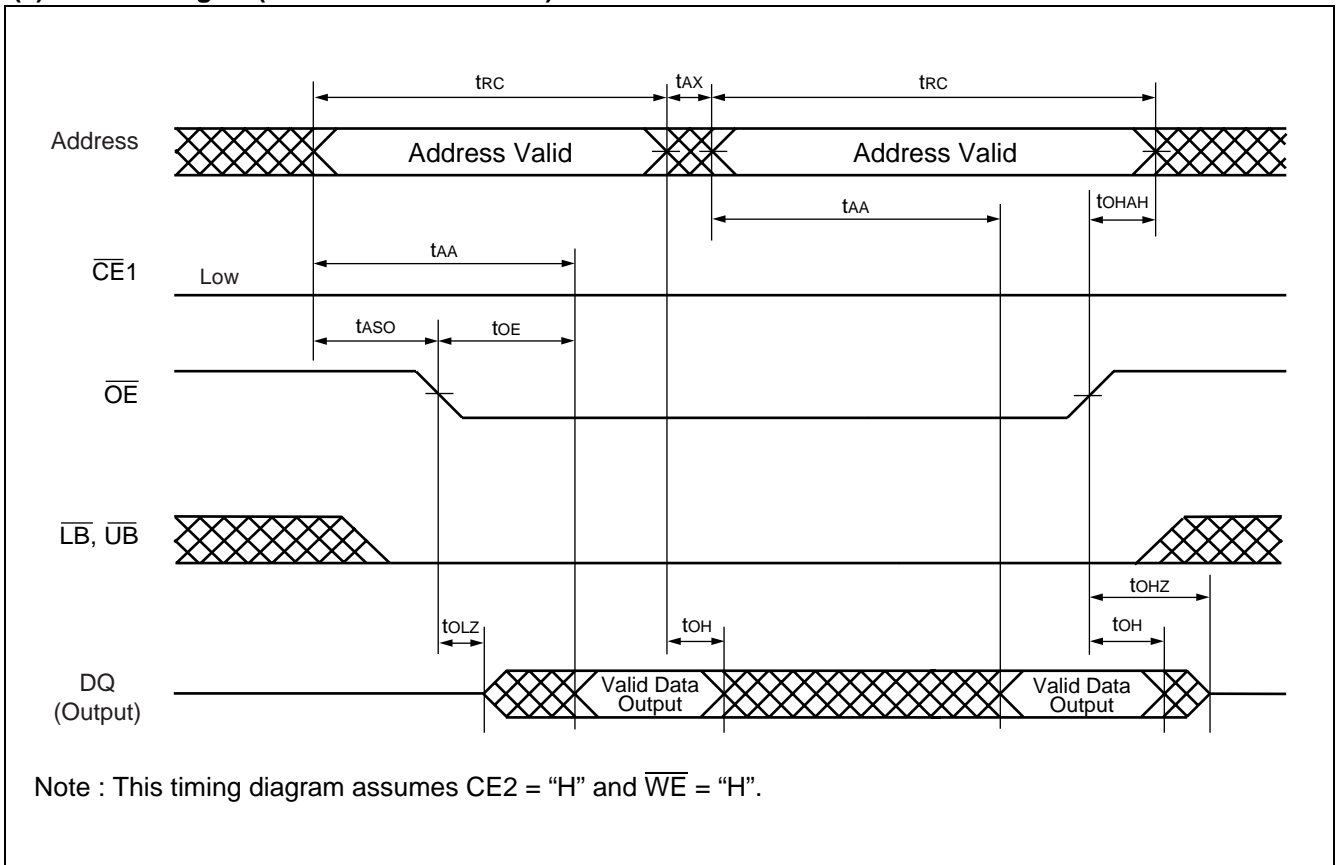 tRC tAX tRC
Address Address Valid Address Valid
tAA tOHAH
tAA
CE1 Low
tASO tOE
OE
LB, UB
tOHZ
tOLZ tOH tOH
DQ
(Output)
Valid Data
Output
Valid Data
Output
Note : This timing diagram assumes CE2 = “H” and WE = “H”.